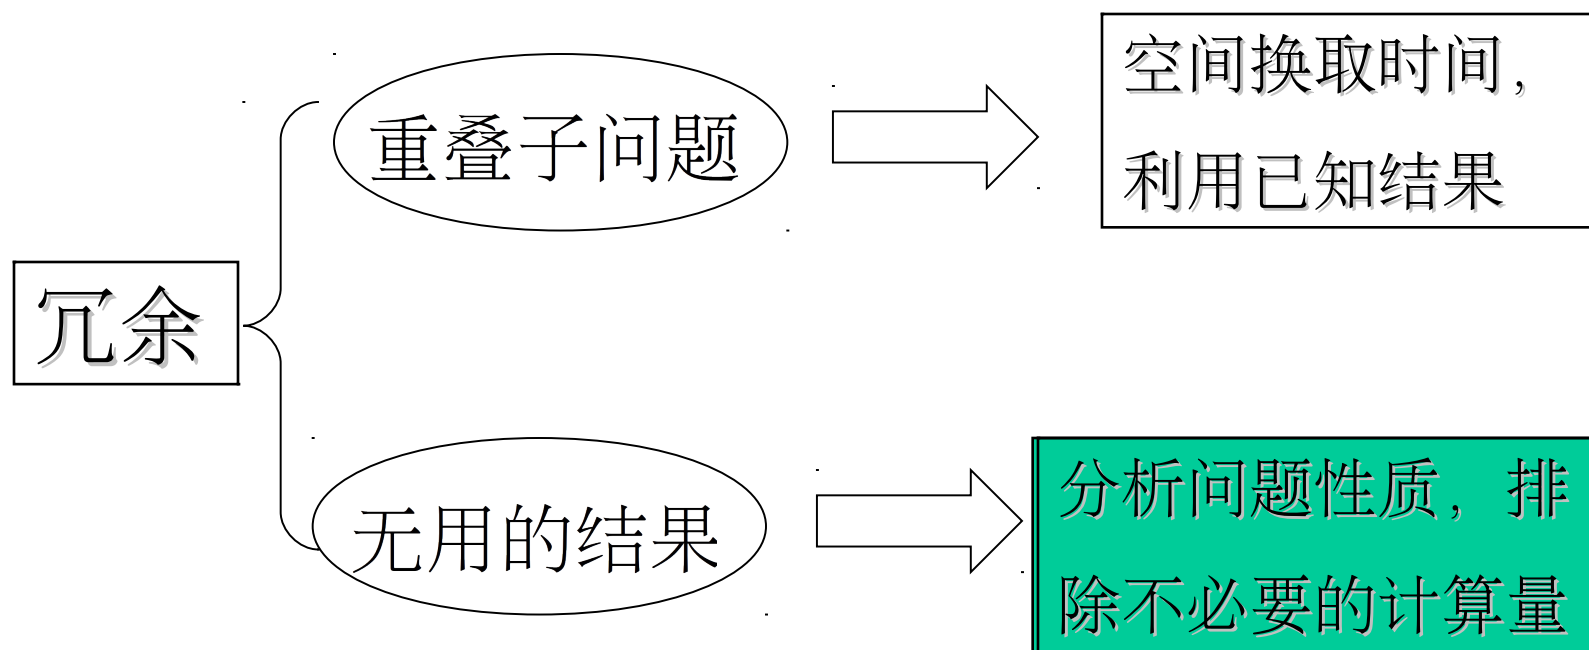 空间换取时间，
利用已知结果
重叠子问题
冗余
无用的结果
分析问题性质，排
除不必要的计算量